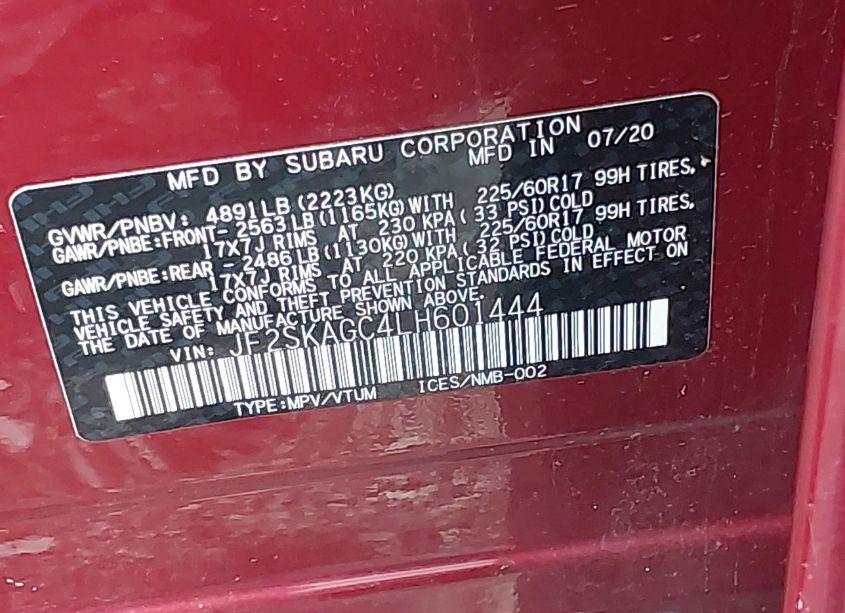 MFD BY SUBARU CORPORATION
MFD IN 07/20
GVWR/PNBV: 4891LB(2223KG)
GAWR/PNBE:FRONT- 2563LB(1165KG)WITH 225/60R17 99H TIRES,
17X7J RIMS AT 230 KPA( 33 PSI)COLD
GAWR/PNBE:REAR - 2486LB(1130KG)WITH 225/60R17 99H TIRES,
17X7J RIMS AT 220 KPA( 32 PSI)COLD
THIS VEHICLE CONFORMS TO ALL APPLICABLE FEDERAL MOTOR
VEHICLE SAFETY AND THEFT PREVENTION STANDARDS IN EFFECT ON
THE DATE OF MANUFACTURE SHOWN ABOVE.
VIN: JF2SKAGC4LH601444
TYPE:MPV/VTUM ICES/NMB-002